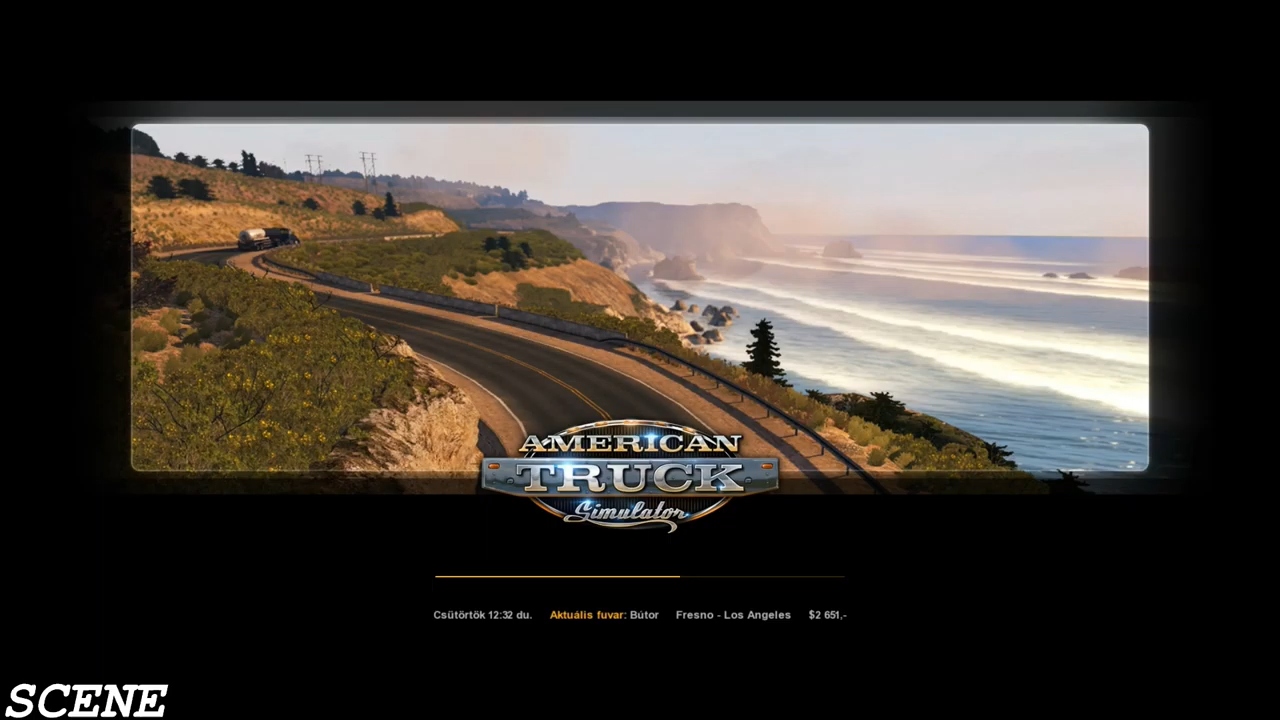 AMERICAN
TRUCK
Simulator
Csütörtök 12:32 du. Aktuális fuvar: Bútor Fresno - Los Angeles $2 651,-
SCENE